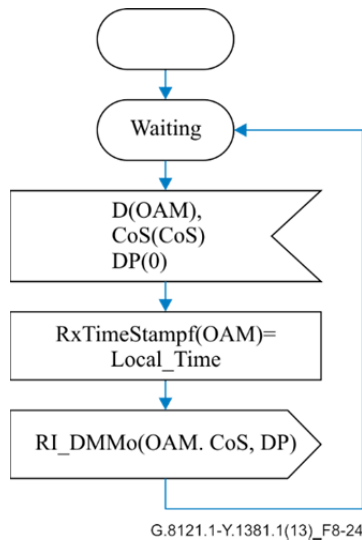 Waiting
D(OAM),
CoS(CoS)
DP(0)
RxTimeStampf(OAM)=
Local_Time
RI_DMMo(OAM. CoS, DP)
G.8121.1-Y.1381.1(13)_F8-24